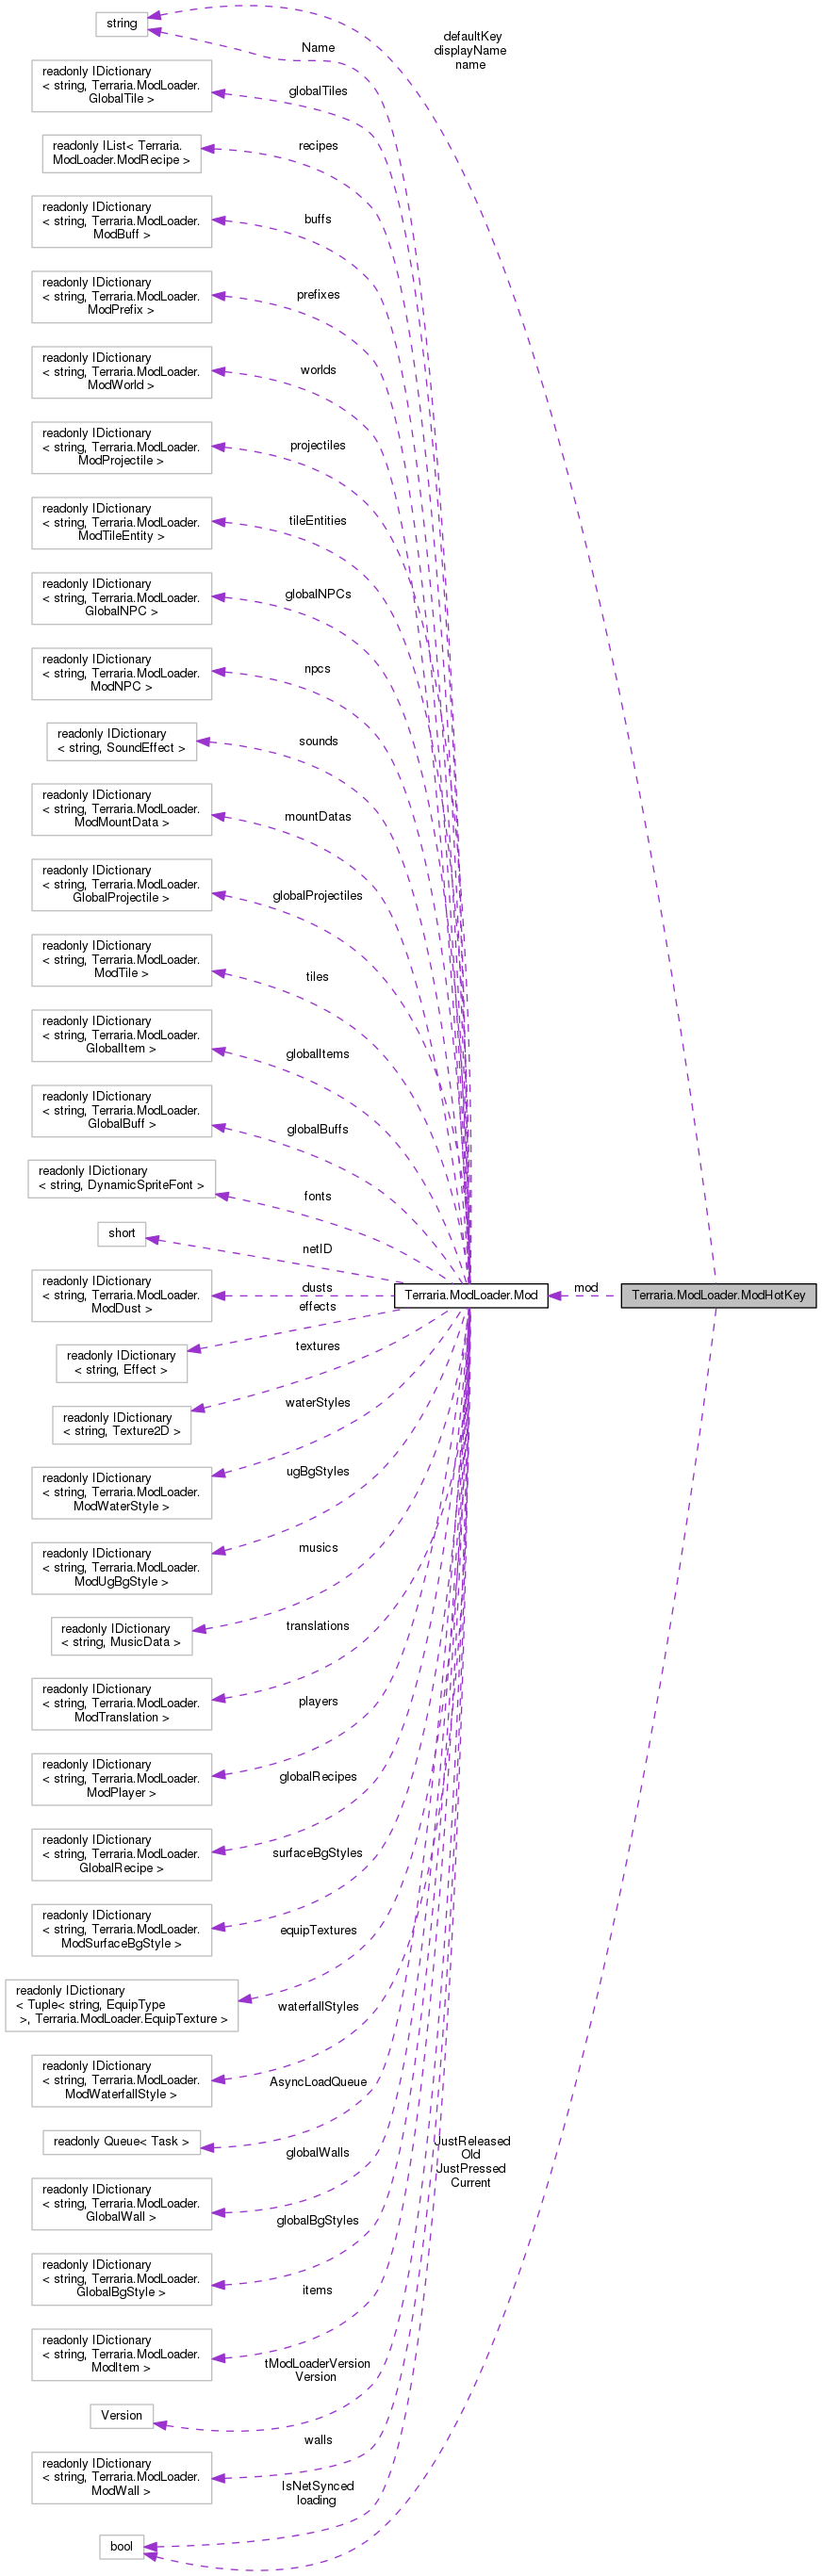 string
defaultKey
displayName
name
Name
readonly IDictionary
< string, Terraria.ModLoader.
GlobalTile >
globalTiles
readonly IList< Terraria.
ModLoader.ModRecipe >
recipes
readonly IDictionary
< string, Terraria.ModLoader.
ModBuff >
buffs
readonly IDictionary
< string, Terraria.ModLoader.
ModPrefix >
prefixes
readonly IDictionary
< string, Terraria.ModLoader.
ModWorld >
worlds
readonly IDictionary
< string, Terraria.ModLoader.
ModProjectile >
projectiles
readonly IDictionary
< string, Terraria.ModLoader.
ModTileEntity >
tileEntities
readonly IDictionary
< string, Terraria.ModLoader.
GlobalNPC >
globalNPCs
readonly IDictionary
< string, Terraria.ModLoader.
ModNPC >
npcs
readonly IDictionary
< string, SoundEffect >
sounds
readonly IDictionary
< string, Terraria.ModLoader.
ModMountData >
mountDatas
readonly IDictionary
< string, Terraria.ModLoader.
GlobalProjectile >
globalProjectiles
readonly IDictionary
< string, Terraria.ModLoader.
ModTile >
tiles
readonly IDictionary
< string, Terraria.ModLoader.
GlobalItem >
globalItems
readonly IDictionary
< string, Terraria.ModLoader.
GlobalBuff >
globalBuffs
readonly IDictionary
< string, DynamicSpriteFont >
fonts
short
netID
readonly IDictionary
< string, Terraria.ModLoader.
ModDust >
dusts
Terraria.ModLoader.Mod
mod
Terraria.ModLoader.ModHotKey
effects
readonly IDictionary
< string, Effect >
textures
readonly IDictionary
< string, Texture2D >
waterStyles
readonly IDictionary
< string, Terraria.ModLoader.
ModWaterStyle >
ugBgStyles
readonly IDictionary
< string, Terraria.ModLoader.
ModUgBgStyle >
musics
readonly IDictionary
< string, MusicData >
translations
readonly IDictionary
< string, Terraria.ModLoader.
ModTranslation >
players
readonly IDictionary
< string, Terraria.ModLoader.
ModPlayer >
globalRecipes
readonly IDictionary
< string, Terraria.ModLoader.
GlobalRecipe >
surfaceBgStyles
readonly IDictionary
< string, Terraria.ModLoader.
ModSurfaceBgStyle >
equipTextures
readonly IDictionary
< Tuple< string, EquipType
>, Terraria.ModLoader.EquipTexture >
waterfallStyles
readonly IDictionary
< string, Terraria.ModLoader.
ModWaterfallStyle >
AsyncLoadQueue
readonly Queue< Task >
JustReleased
Old
JustPressed
Current
globalWalls
readonly IDictionary
< string, Terraria.ModLoader.
GlobalWall >
globalBgStyles
readonly IDictionary
< string, Terraria.ModLoader.
GlobalBgStyle >
items
readonly IDictionary
< string, Terraria.ModLoader.
ModItem >
tModLoaderVersion
Version
Version
walls
readonly IDictionary
< string, Terraria.ModLoader.
ModWall >
IsNetSynced
loading
bool